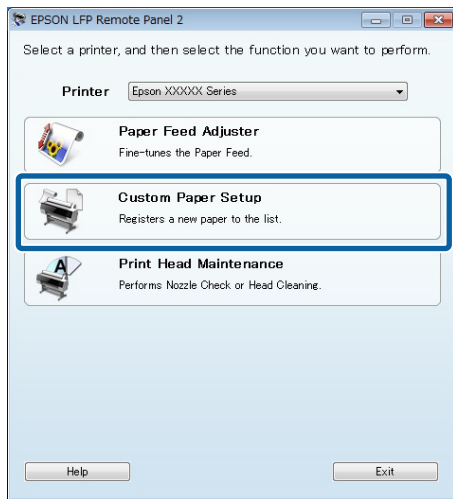 EPSON LFP Remote Panel 2
Select a printer, and then select the function you want to perform.
Printer Epson XXXXX Series
Paper Feed Adjuster
Fine-tunes the Paper Feed.
Custom Paper Setup
Registers a new paper to the list.
A
Print Head Maintenance
Performs Nozzle Check or Head Cleaning.
Help Exit